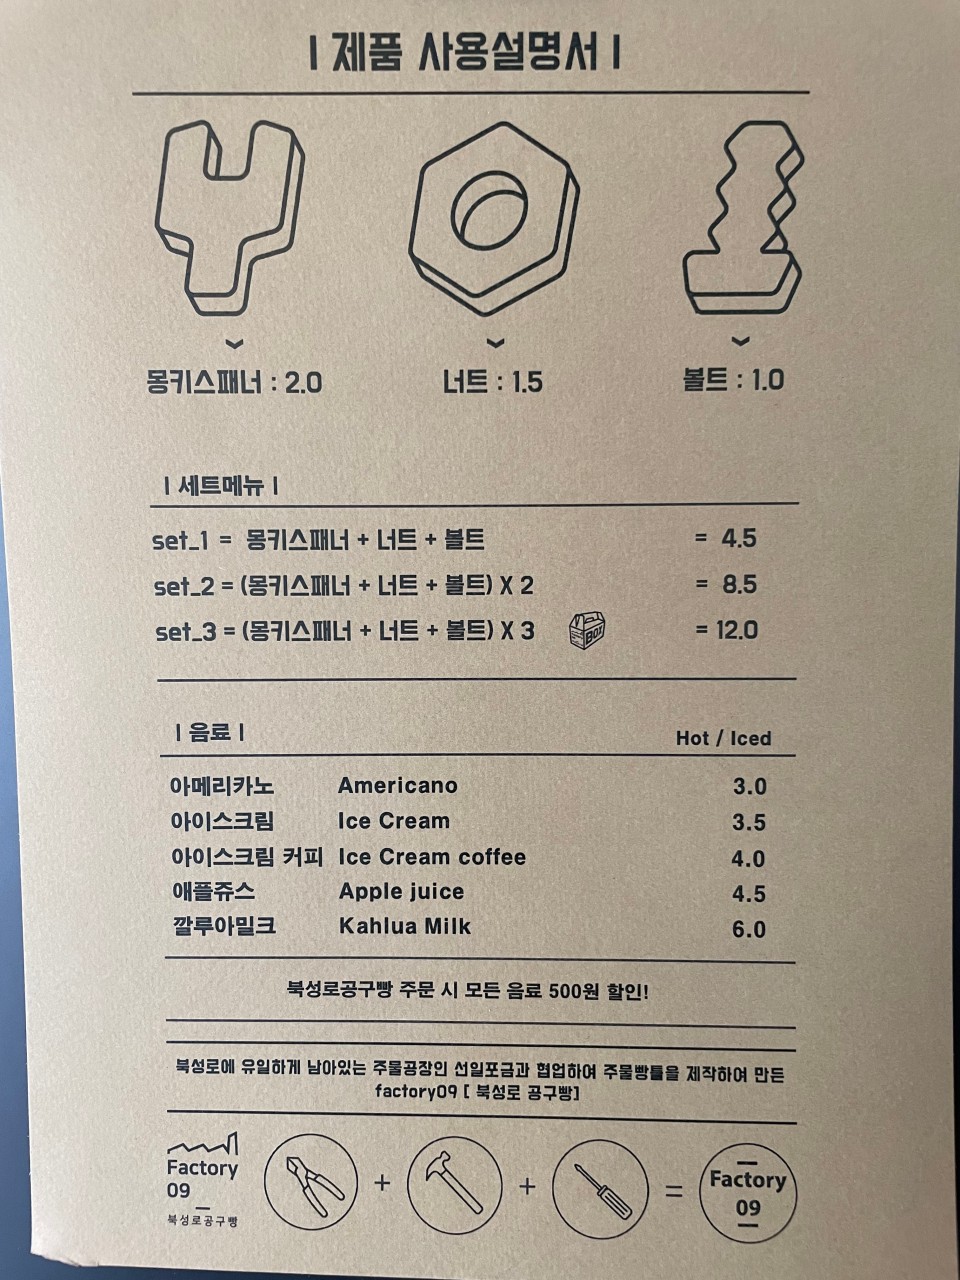 | 제품 사용설명서 |
몽키스패너 : 2.0
너트 : 1.5
볼트 : 1.0
| 세트메뉴 |
set_1 = 몽키스패너 + 너트 + 볼트 = 4.5
set_2 = (몽키스패너 + 너트 + 볼트) X 2 = 8.5
set_3 = (몽키스패너 + 너트 + 볼트) X 3 BOX = 12.0
| 음료 | Hot / Iced
아메리카노 Americano 3.0
아이스크림 Ice Cream 3.5
아이스크림 커피 Ice Cream coffee 4.0
애플쥬스 Apple juice 4.5
깔루아밀크 Kahlua Milk 6.0
북성로공구빵 주문 시 모든 음료 500원 할인!
북성로에 유일하게 남아있는 주물공장인 선일포금과 협업하여 주물빵틀을 제작하여 만든
factory09 [ 북성로 공구빵]
Factory
09
북성로공구빵
+ + =
Factory
09